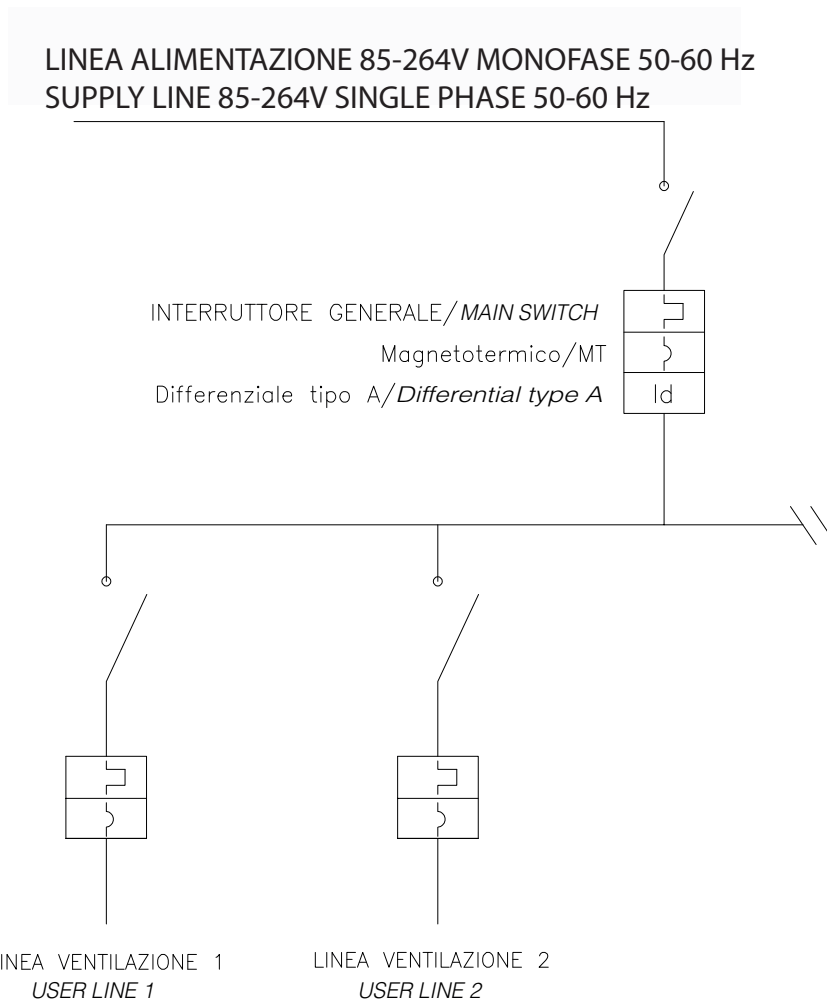 LINEA ALIMENTAZIONE 85-264V MONOFASE 50-60 Hz
SUPPLY LINE 85-264V SINGLE PHASE 50-60 Hz
INTERRUTTORE GENERALE/MAIN SWITCH
Magnetotermico/MT
Differenziale tipo A/Differential type A
Id
INEA VENTILAZIONE 1
USER LINE 1
LINEA VENTILAZIONE 2
USER LINE 2